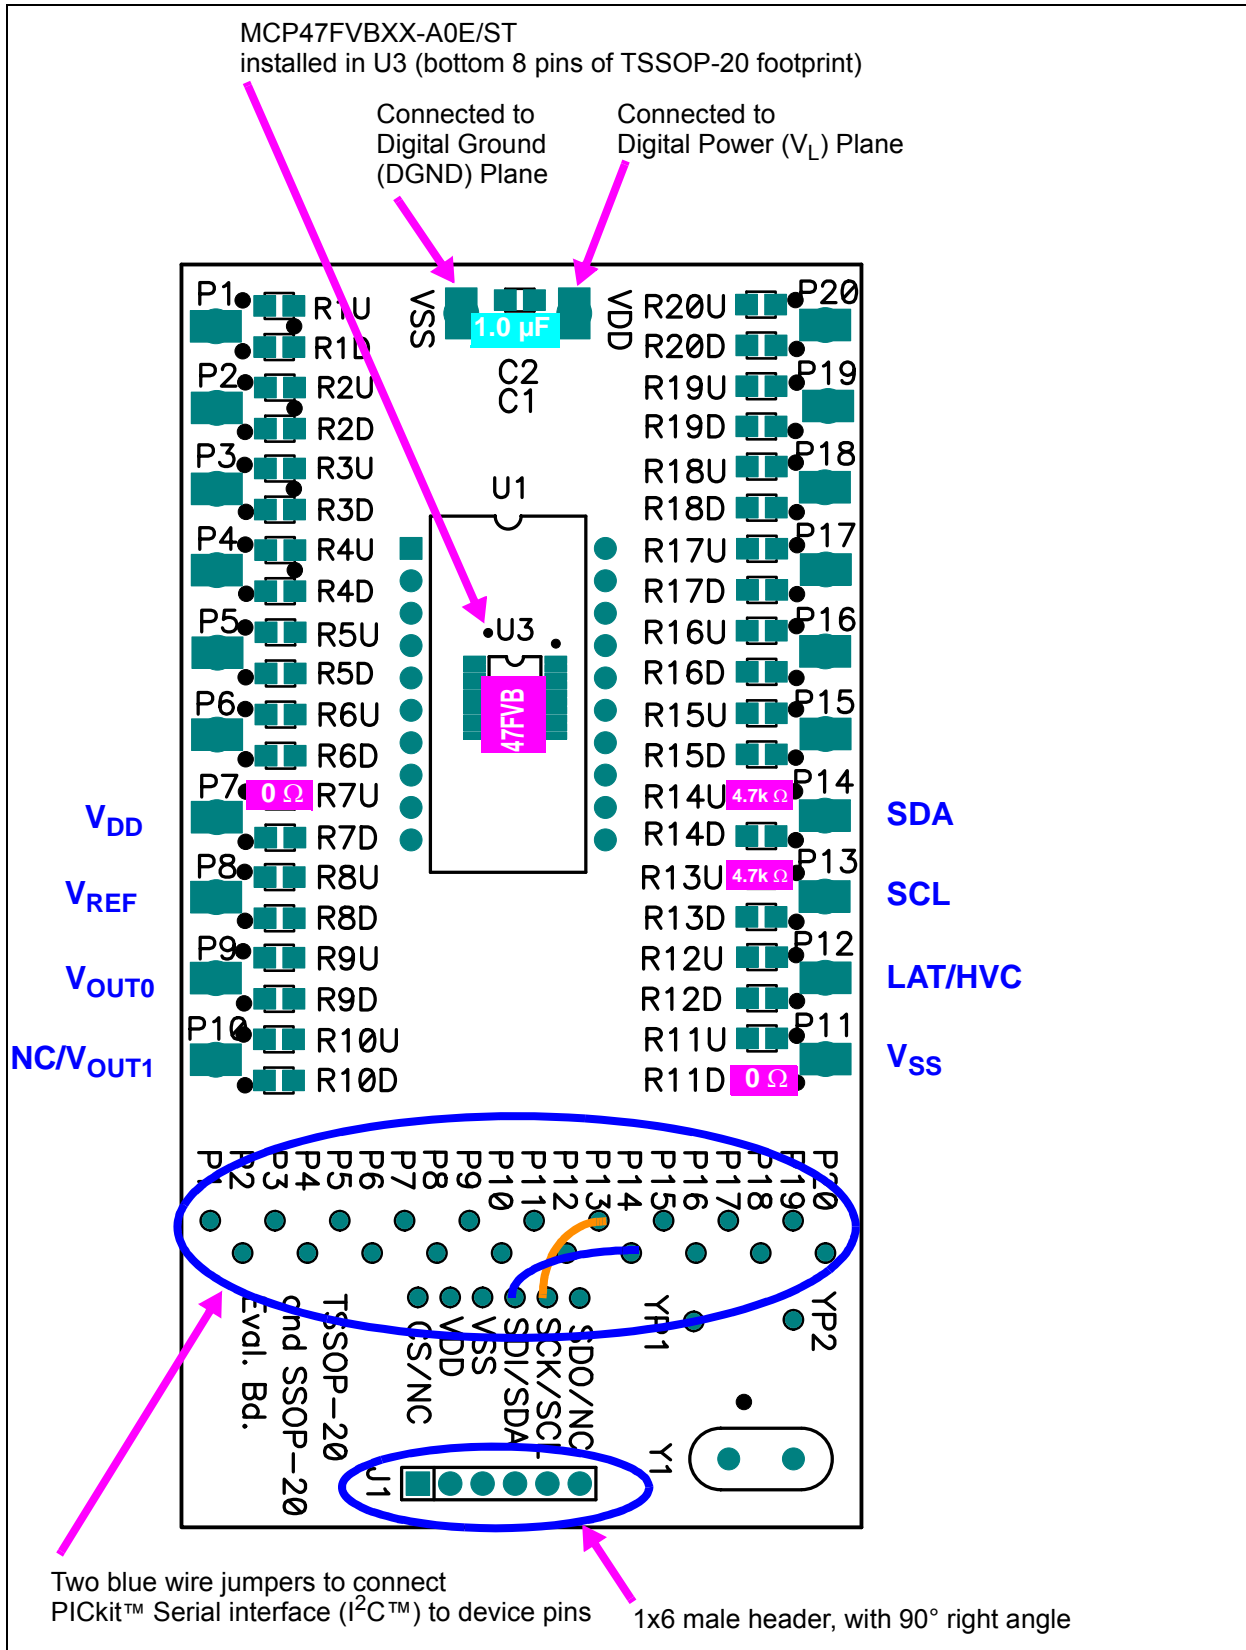 MCP47FVBXX-A0E/ST
installed in U3 (bottom 8 pins of TSSOP-20 footprint)
Connected to
Digital Ground
(DGND) Plane
Connected to
Digital Power (VL) Plane
VSS
1.0 µF
VDD
C2
C1
P1
R1U
R1D
P2
R2U
R2D
P3
R3U
R3D
P4
R4U
R4D
P5
R5U
R5D
P6
R6U
R6D
P7
0 Ω
R7U
R7D
P8
R8U
R8D
P9
R9U
R9D
P10
R10U
R10D
VDD
VREF
VOUT0
NC/VOUT1
U1
U3
47FVB
R20U
P20
R20D
R19U
P19
R19D
R18U
P18
R18D
R17U
P17
R17D
R16U
P16
R16D
R15U
P15
R15D
R14U
4.7k Ω
P14
R14D
R13U
4.7k Ω
P13
R13D
R12U
P12
R12D
R11U
P11
R11D
0 Ω
SDA
SCL
LAT/HVC
VSS
P1
P2
P3
P4
P5
P6
P7
P8
P9
P10
P11
P12
P13
P14
P15
P16
P17
P18
P19
P20
TSSOP-20
and SSOP-20
Eval. Bd.
CS/NC
VDD
VSS
SDI/SDA
SCK/SCL
SDO/NC
YP1
YP2
J1
Y1
Two blue wire jumpers to connect
PICkit™ Serial interface (I²C™) to device pins
1x6 male header, with 90° right angle